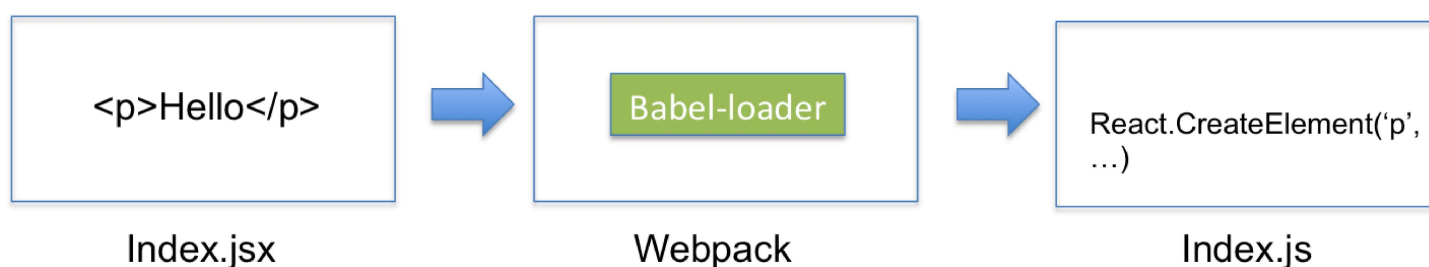 <p>Hello</p>
Index.jsx
Babel-loader
Webpack
React.CreateElement(‘p’,
…)
Index.js